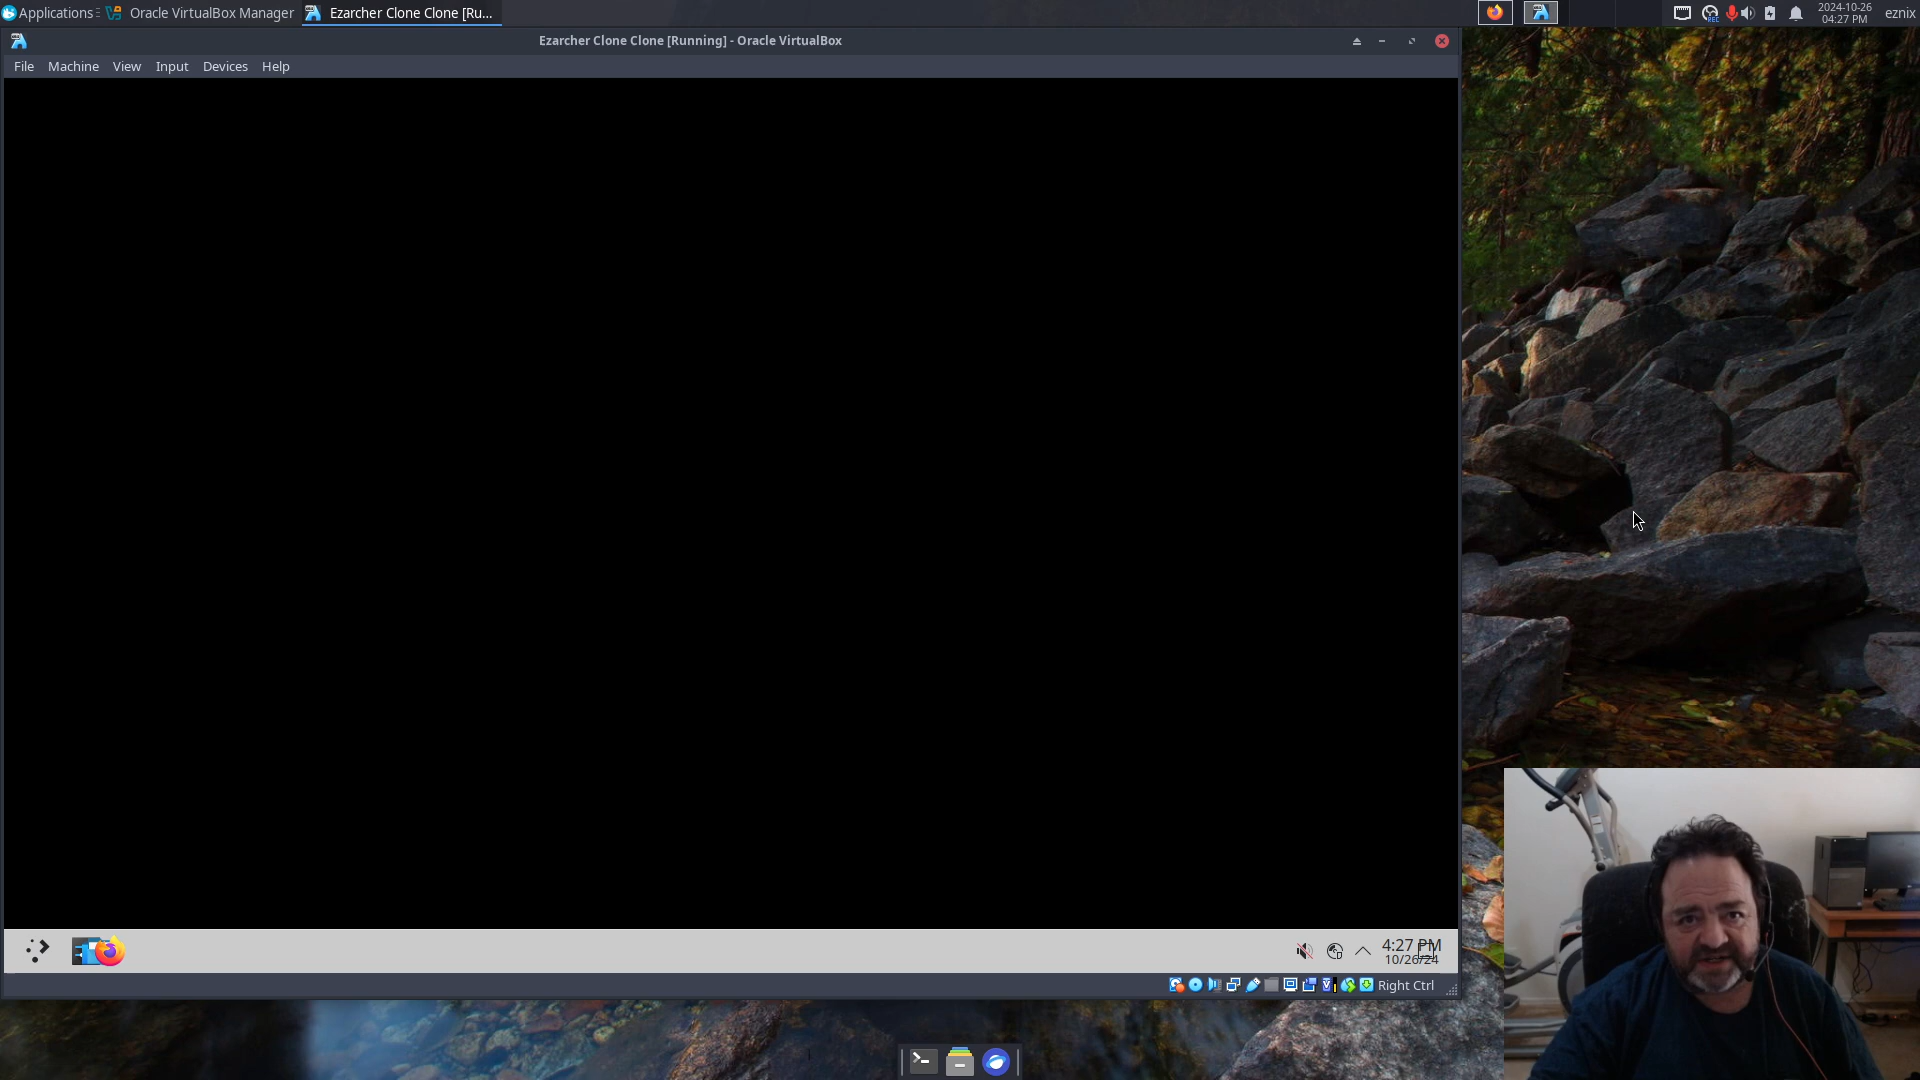 Applications
Oracle VirtualBox Manager
Ezarcher Clone Clone [Ru...
REC
2024-10-26
04:27 PM
eznix
Ezarcher Clone Clone [Running] - Oracle VirtualBox
File
Machine
View
Input
Devices
Help
4:27 PM
10/26/24
Right Ctrl